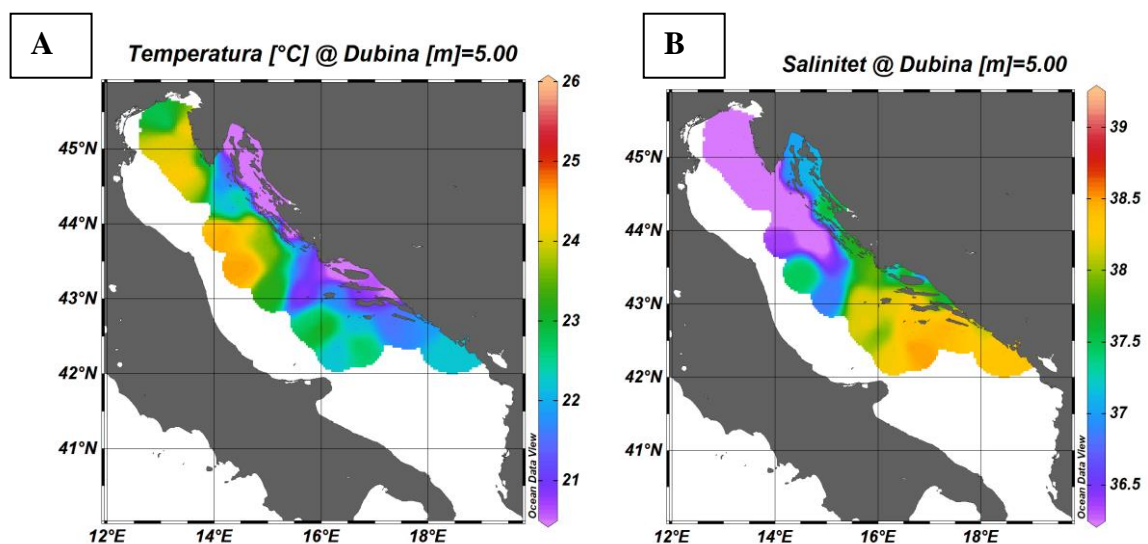 A
Temperatura [°C] @ Dubina [m]=5.00
26
25
24
23
22
21
45°N
44°N
43°N
42°N
41°N
12°E
14°E
16°E
18°E
Ocean Data View
B
Salinitet @ Dubina [m]=5.00
39
38.5
38
37.5
37
36.5
45°N
44°N
43°N
42°N
41°N
12°E
14°E
16°E
18°E
Ocean Data View